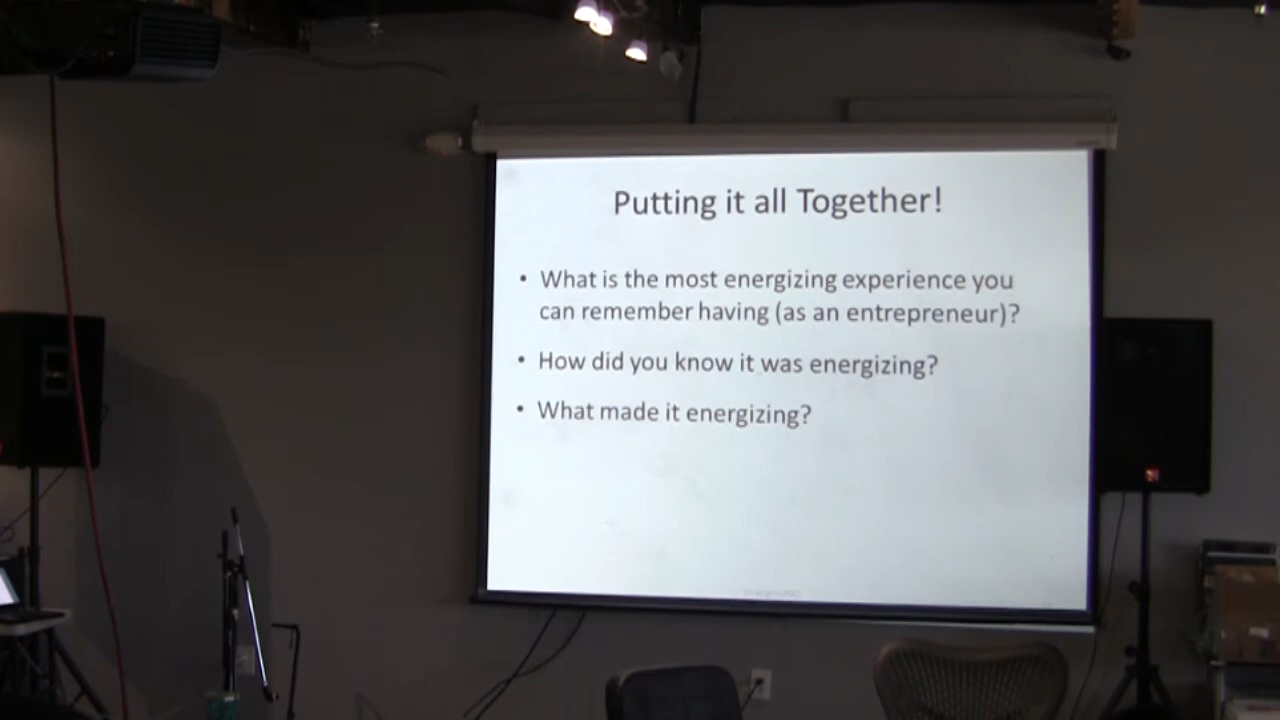 Putting it all Together!
• What is the most energizing experience you
can remember having (as an entrepreneur)?
• How did you know it was energizing?
• What made it energizing?